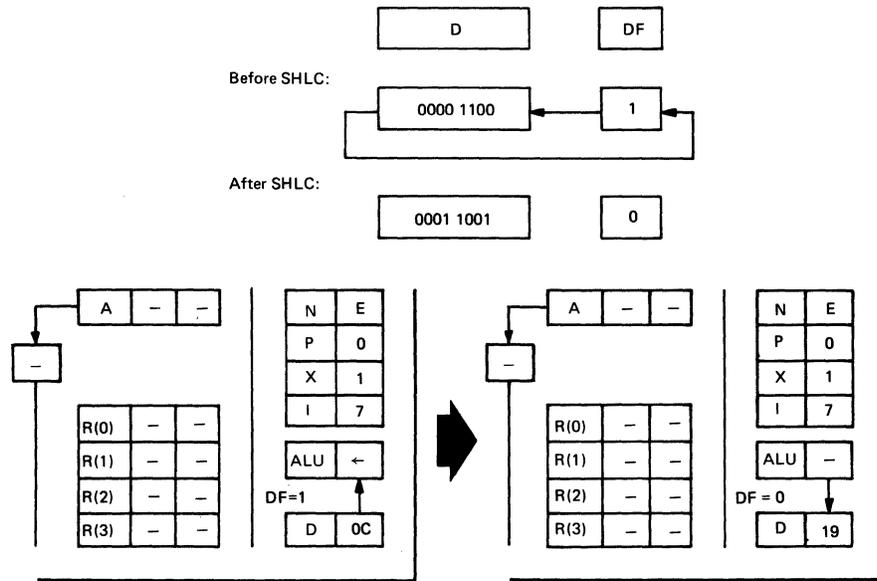 D DF
Before SHLC:
0000 1100 1
After SHLC:
0001 1001 0
A – –
–
R(0) – –
R(1) – –
R(2) – –
R(3) – –
N E
P 0
X 1
I 7
ALU ←
DF=1
D 0C
A – –
–
R(0) – –
R(1) – –
R(2) – –
R(3) – –
N E
P 0
X 1
I 7
ALU –
DF = 0
D 19